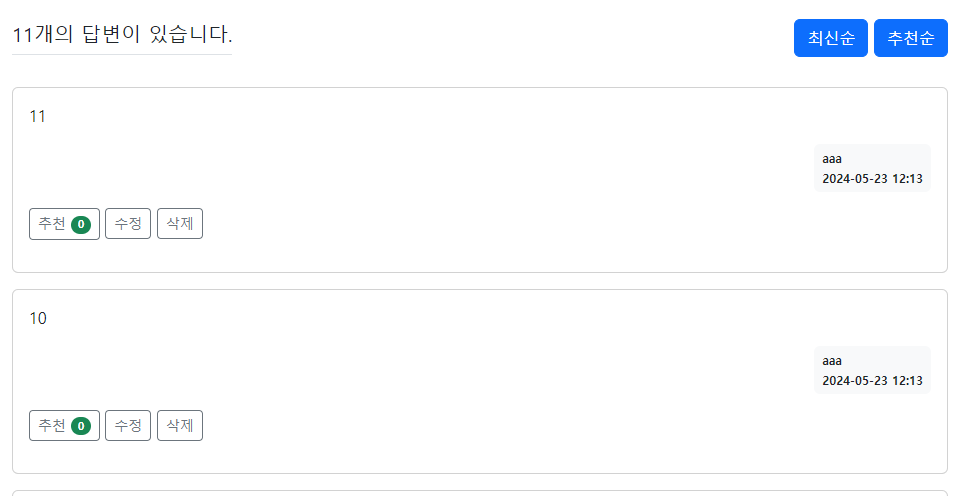 11개의 답변이 있습니다.
최신순 추천순
11
aaa
2024-05-23 12:13
추천 0 수정 삭제
10
aaa
2024-05-23 12:13
추천 0 수정 삭제